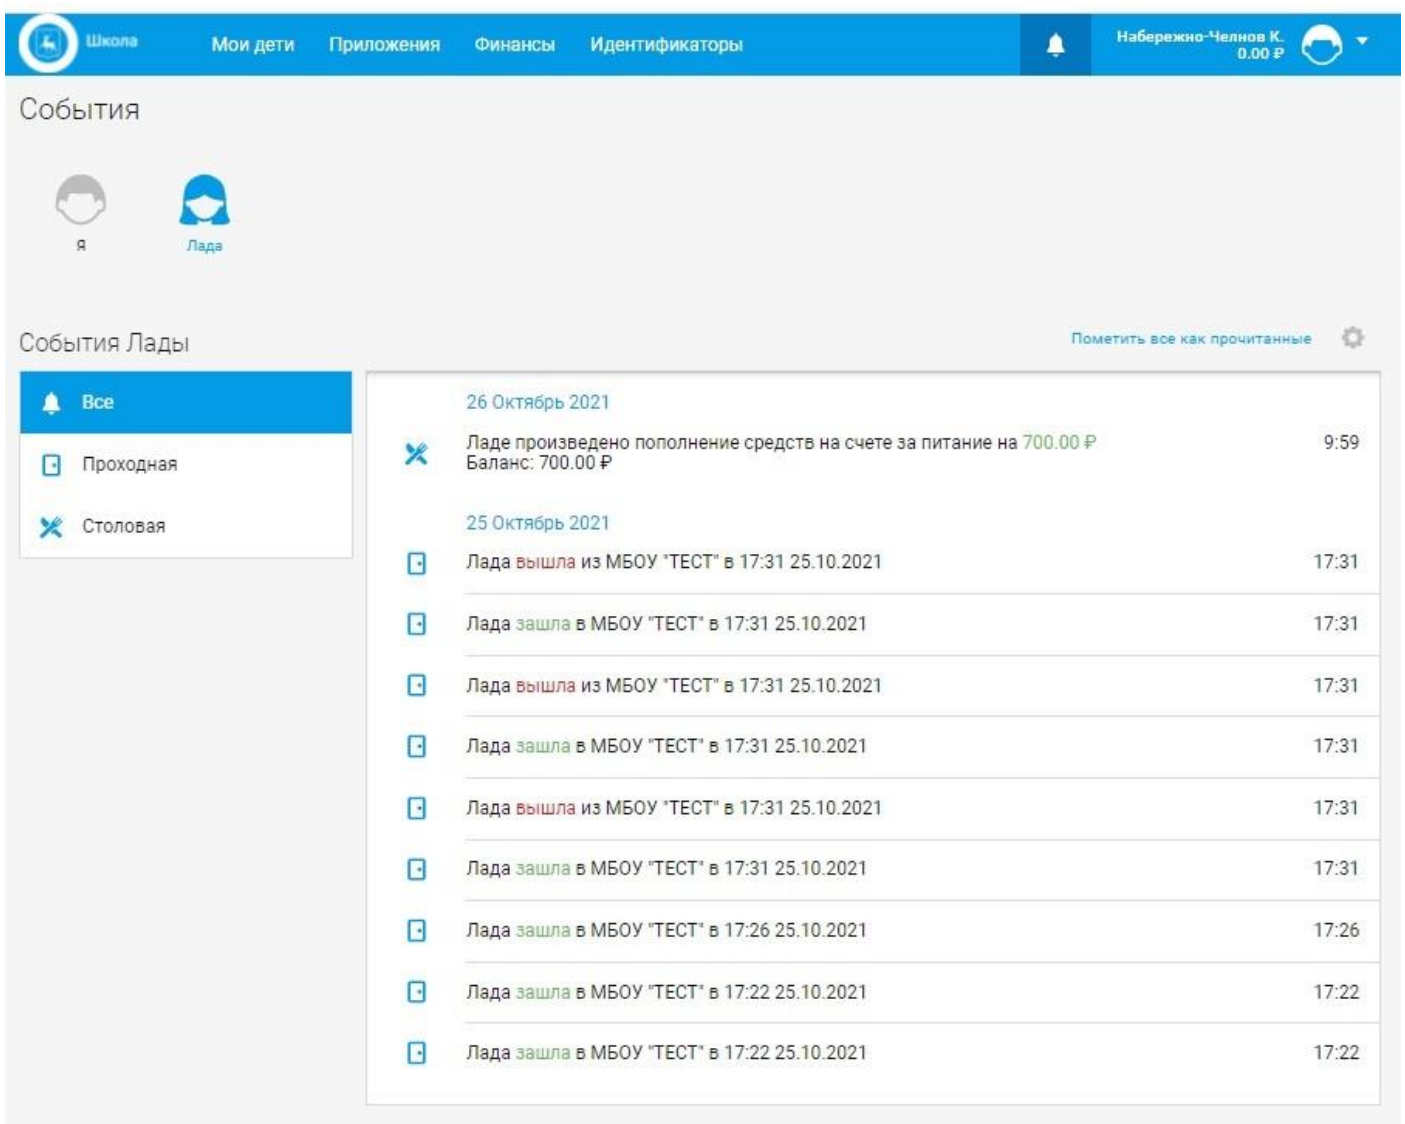 Школа
Мои дети
Приложения
Финансы
Идентификаторы
Набережно-Челнов К.
0.00 ₽
События
Я
Лада
События Лады
Пометить все как прочитанные
Все
Проходная
Столовая
26 Октябрь 2021
Ладе произведено пополнение средств на счете за питание на 700.00 ₽ 9:59
Баланс: 700.00 ₽
25 Октябрь 2021
Лада вышла из МБОУ "ТЕСТ" в 17:31 25.10.2021 17:31
Лада зашла в МБОУ "ТЕСТ" в 17:31 25.10.2021 17:31
Лада вышла из МБОУ "ТЕСТ" в 17:31 25.10.2021 17:31
Лада зашла в МБОУ "ТЕСТ" в 17:31 25.10.2021 17:31
Лада вышла из МБОУ "ТЕСТ" в 17:31 25.10.2021 17:31
Лада зашла в МБОУ "ТЕСТ" в 17:31 25.10.2021 17:31
Лада зашла в МБОУ "ТЕСТ" в 17:26 25.10.2021 17:26
Лада зашла в МБОУ "ТЕСТ" в 17:22 25.10.2021 17:22
Лада зашла в МБОУ "ТЕСТ" в 17:22 25.10.2021 17:22